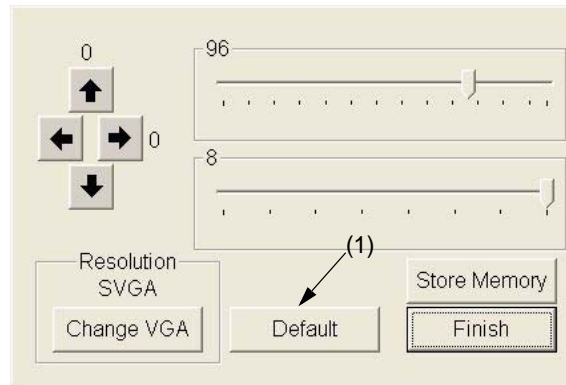 0
96
0
8
(1)
Resolution
SVGA
Change VGA
Default
Store Memory
Finish